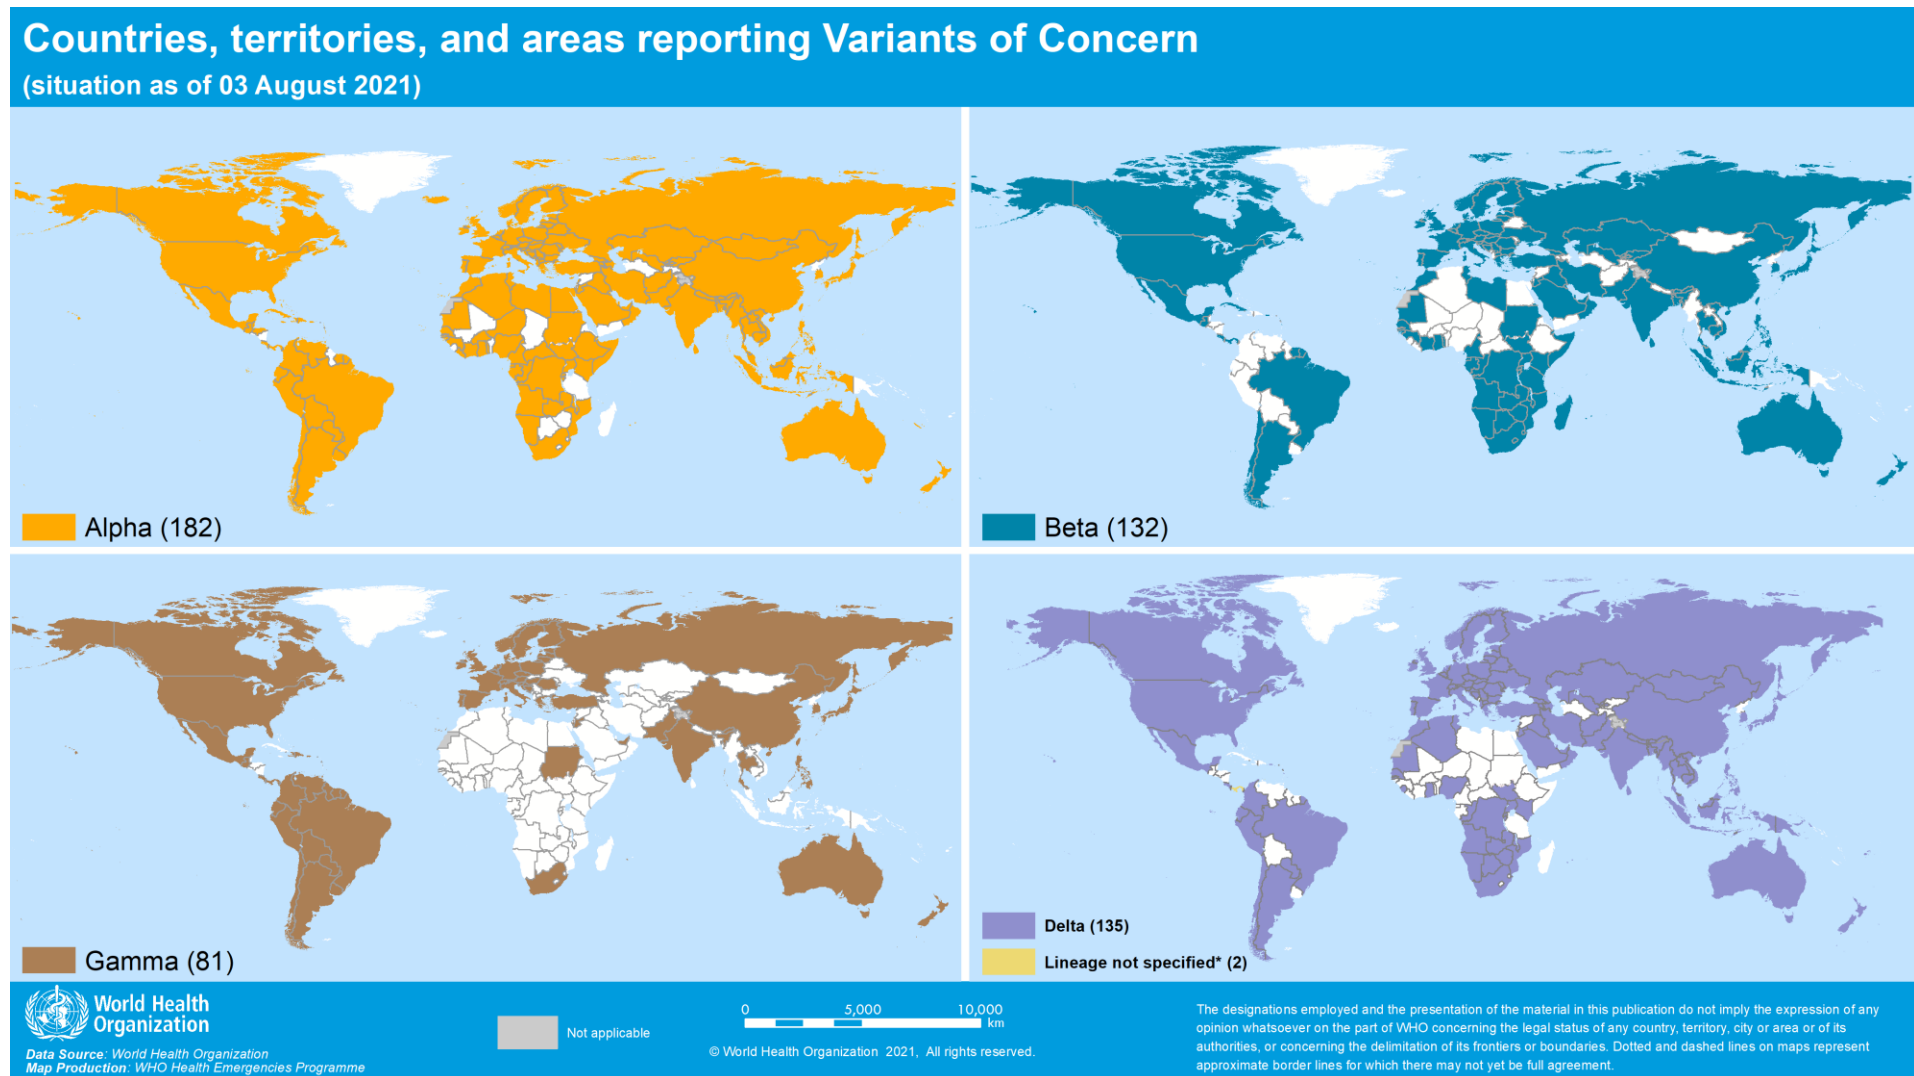 Countries, territories, and areas reporting Variants of Concern
(situation as of 03 August 2021)
Alpha (182)
Beta (132)
Gamma (81)
Delta (135)
Lineage not specified* (2)
World Health
Organization
Data Source: World Health Organization
Map Production: WHO Health Emergencies Programme
Not applicable
0 5,000 10,000
km
© World Health Organization 2021, All rights reserved.
The designations employed and the presentation of the material in this publication do not imply the expression of any
opinion whatsoever on the part of WHO concerning the legal status of any country, territory, city or area or of its
authorities, or concerning the delimitation of its frontiers or boundaries. Dotted and dashed lines on maps represent
approximate border lines for which there may not yet be full agreement.